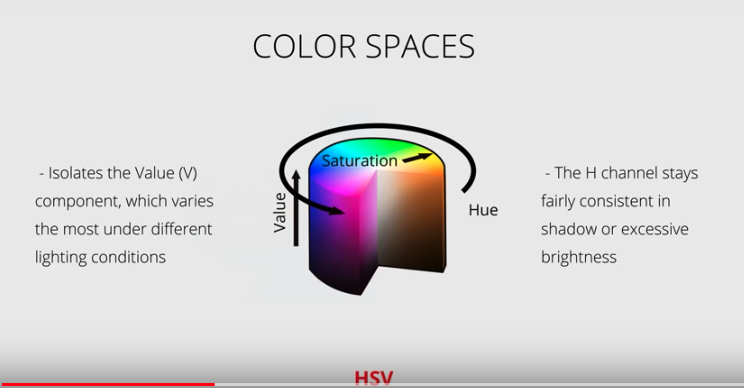 COLOR SPACES
- Isolates the Value (V)
component, which varies
the most under different
lighting conditions
Saturation
Value
Hue
- The H channel stays
fairly consistent in
shadow or excessive
brightness
HSV